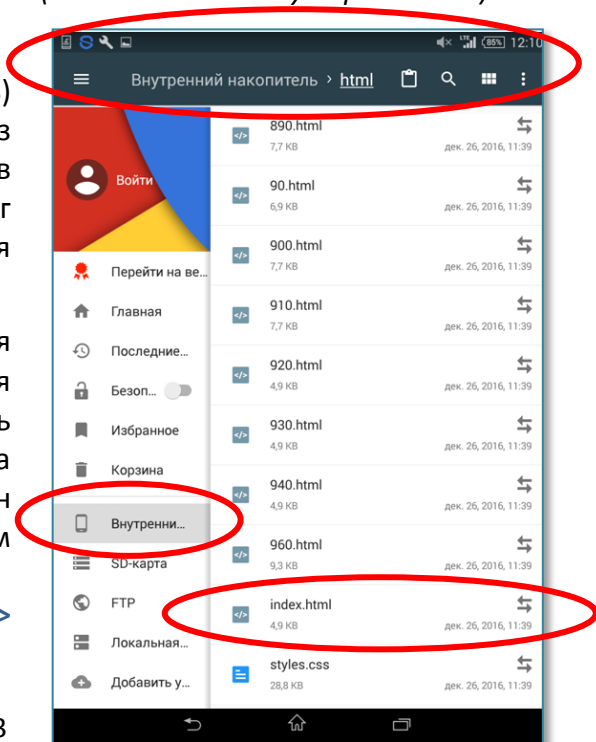 85% 12:10
Внутренний накопитель > html
Войти
Перейти на ве...
Главная
Последние...
Безоп...
Избранное
Корзина
Внутренни...
SD-карта
FTP
Локальная...
Добавить у...
890.html
7,7 KB дек. 26, 2016, 11:39
90.html
6,9 KB дек. 26, 2016, 11:39
900.html
7,7 KB дек. 26, 2016, 11:39
910.html
7,7 KB дек. 26, 2016, 11:39
920.html
4,9 KB дек. 26, 2016, 11:39
930.html
4,9 KB дек. 26, 2016, 11:39
940.html
4,9 KB дек. 26, 2016, 11:39
960.html
9,3 KB дек. 26, 2016, 11:39
index.html
4,9 KB дек. 26, 2016, 11:39
styles.css
28,8 KB дек. 26, 2016, 11:39